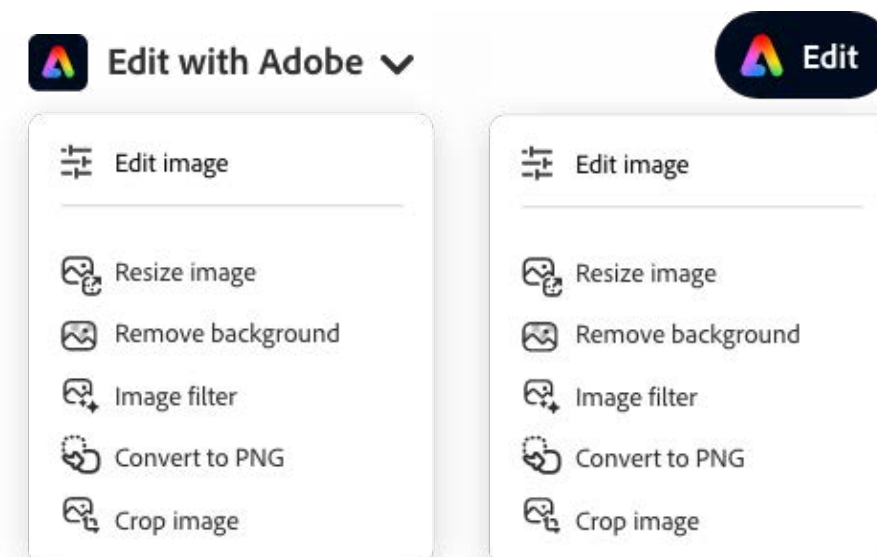 Edit with Adobe
Edit image
Resize image
Remove background
Image filter
Convert to PNG
Crop image
Edit
Edit image
Resize image
Remove background
Image filter
Convert to PNG
Crop image